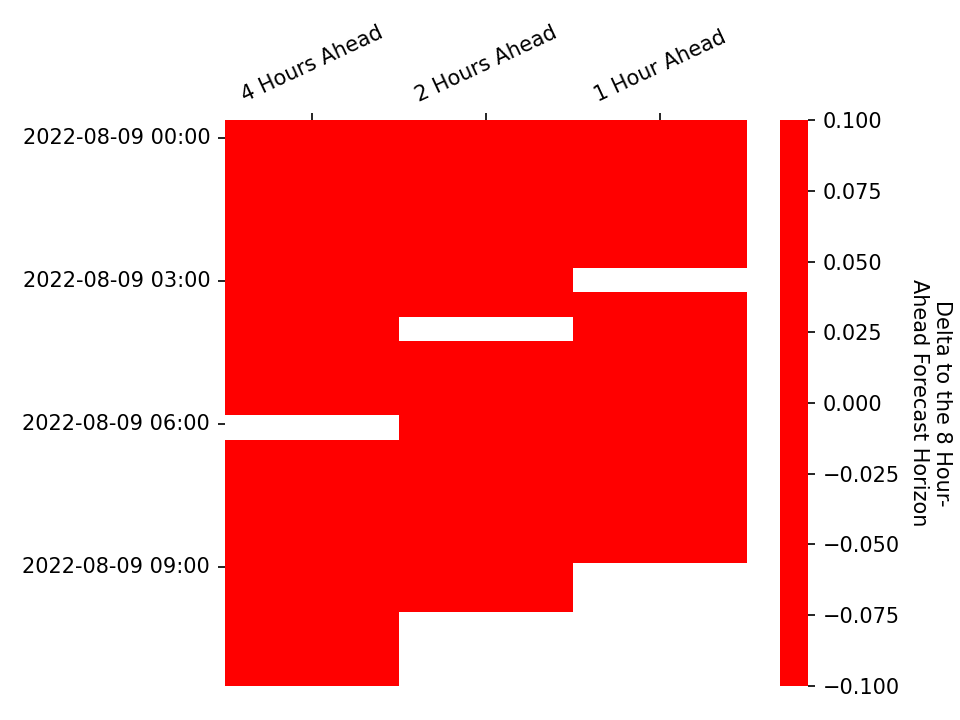 4 Hours Ahead
2 Hours Ahead
1 Hour Ahead
2022-08-09 00:00
2022-08-09 03:00
2022-08-09 06:00
2022-08-09 09:00
0.100
0.075
0.050
0.025
0.000
−0.025
−0.050
−0.075
−0.100
Delta to the 8 Hour-
Ahead Forecast Horizon